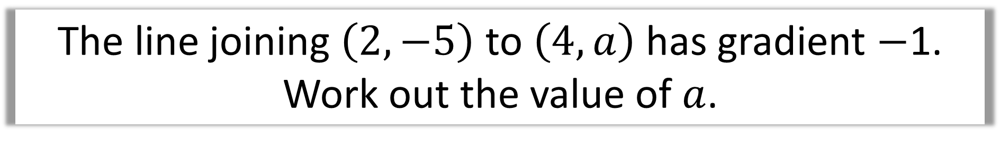 The line joining (2, −5) to (4, a) has gradient −1.
Work out the value of a.